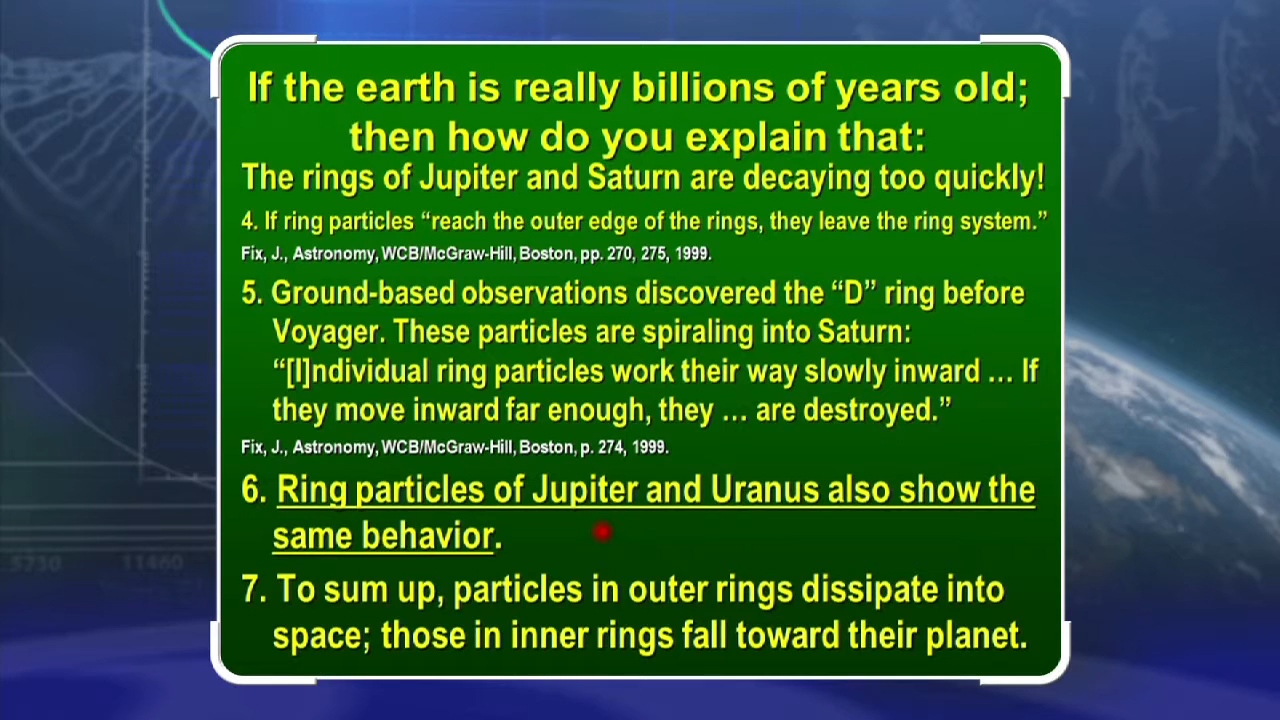 If the earth is really billions of years old;
then how do you explain that:
The rings of Jupiter and Saturn are decaying too quickly!
4. If ring particles “reach the outer edge of the rings, they leave the ring system.”
Fix, J., Astronomy, WCB/McGraw-Hill, Boston, pp. 270, 275, 1999.
5. Ground-based observations discovered the “D” ring before
Voyager. These particles are spiraling into Saturn:
“[I]ndividual ring particles work their way slowly inward … If
they move inward far enough, they … are destroyed.”
Fix, J., Astronomy, WCB/McGraw-Hill, Boston, p. 274, 1999.
6. Ring particles of Jupiter and Uranus also show the
same behavior.
7. To sum up, particles in outer rings dissipate into
space; those in inner rings fall toward their planet.
5730 11460